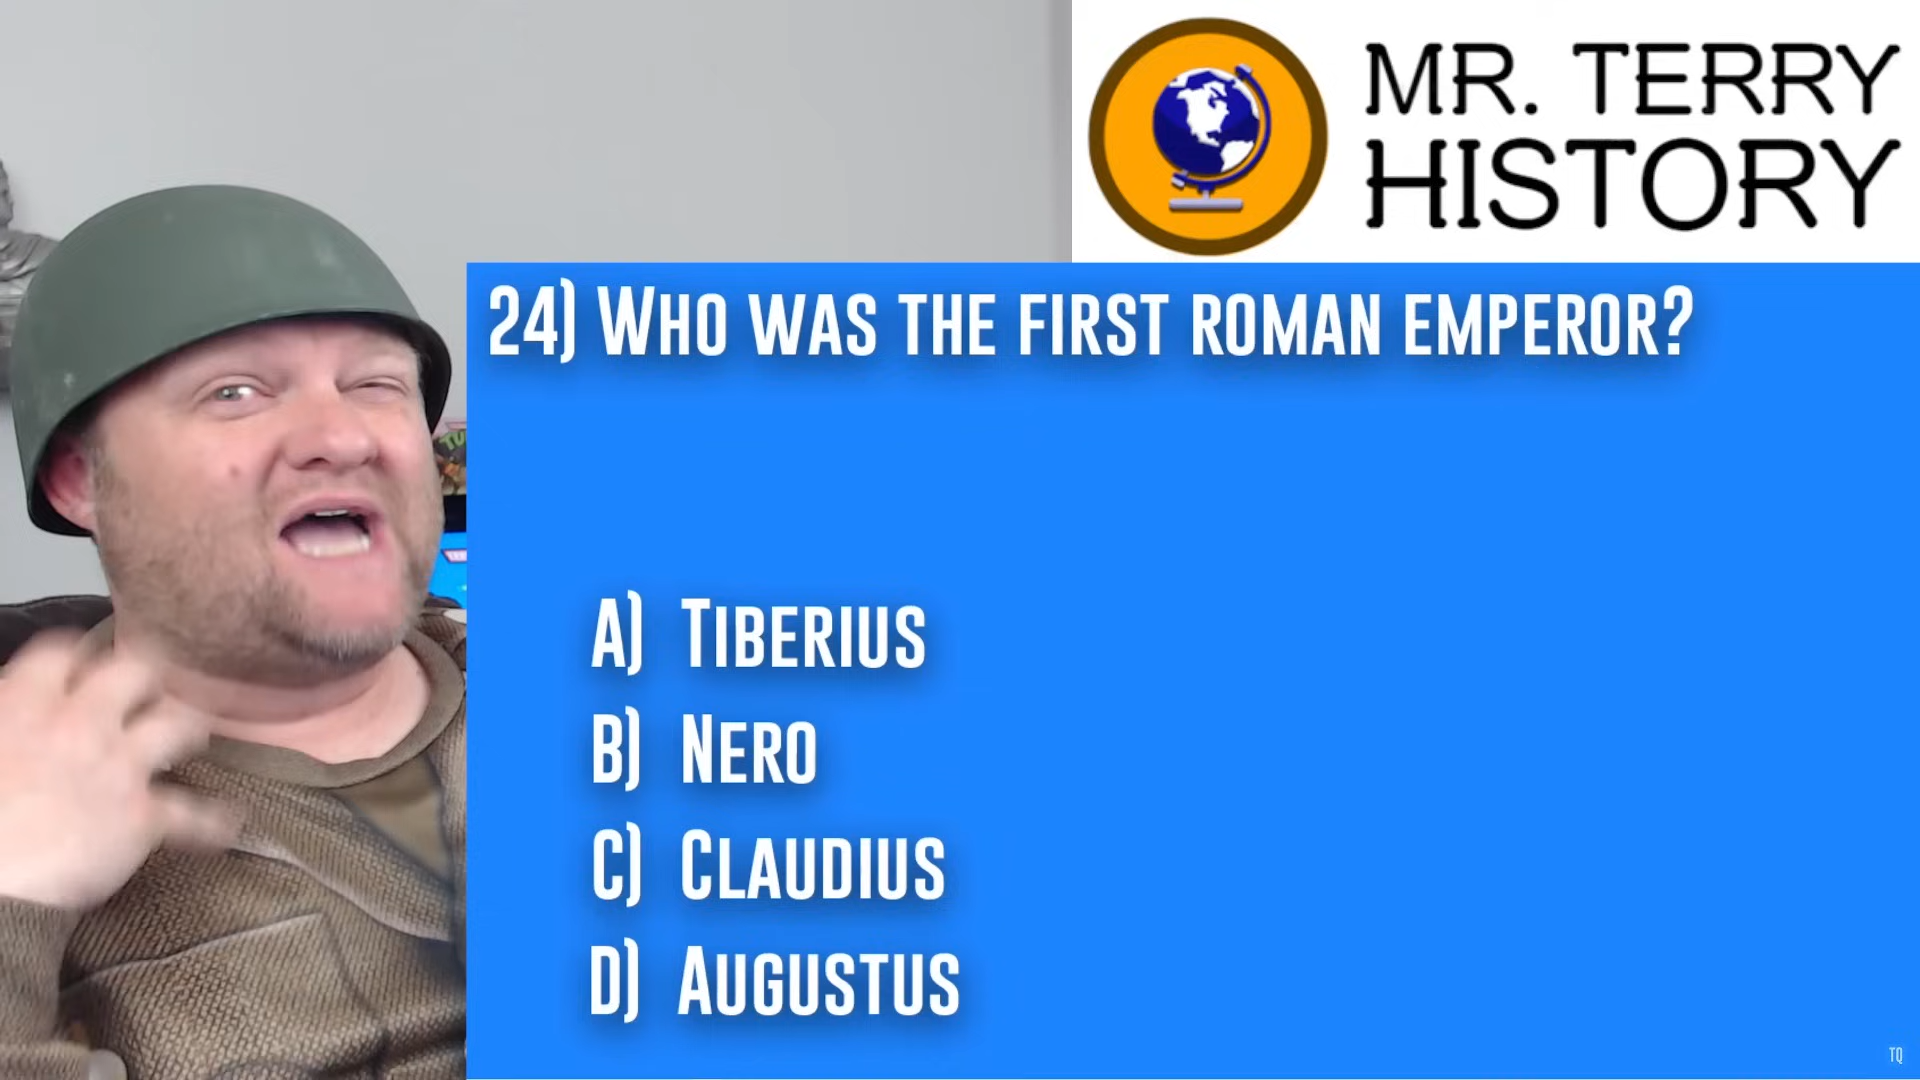 MR. TERRY
HISTORY
24) WHO WAS THE FIRST ROMAN EMPEROR?
A) TIBERIUS
B) NERO
C) CLAUDIUS
D) AUGUSTUS
TQ